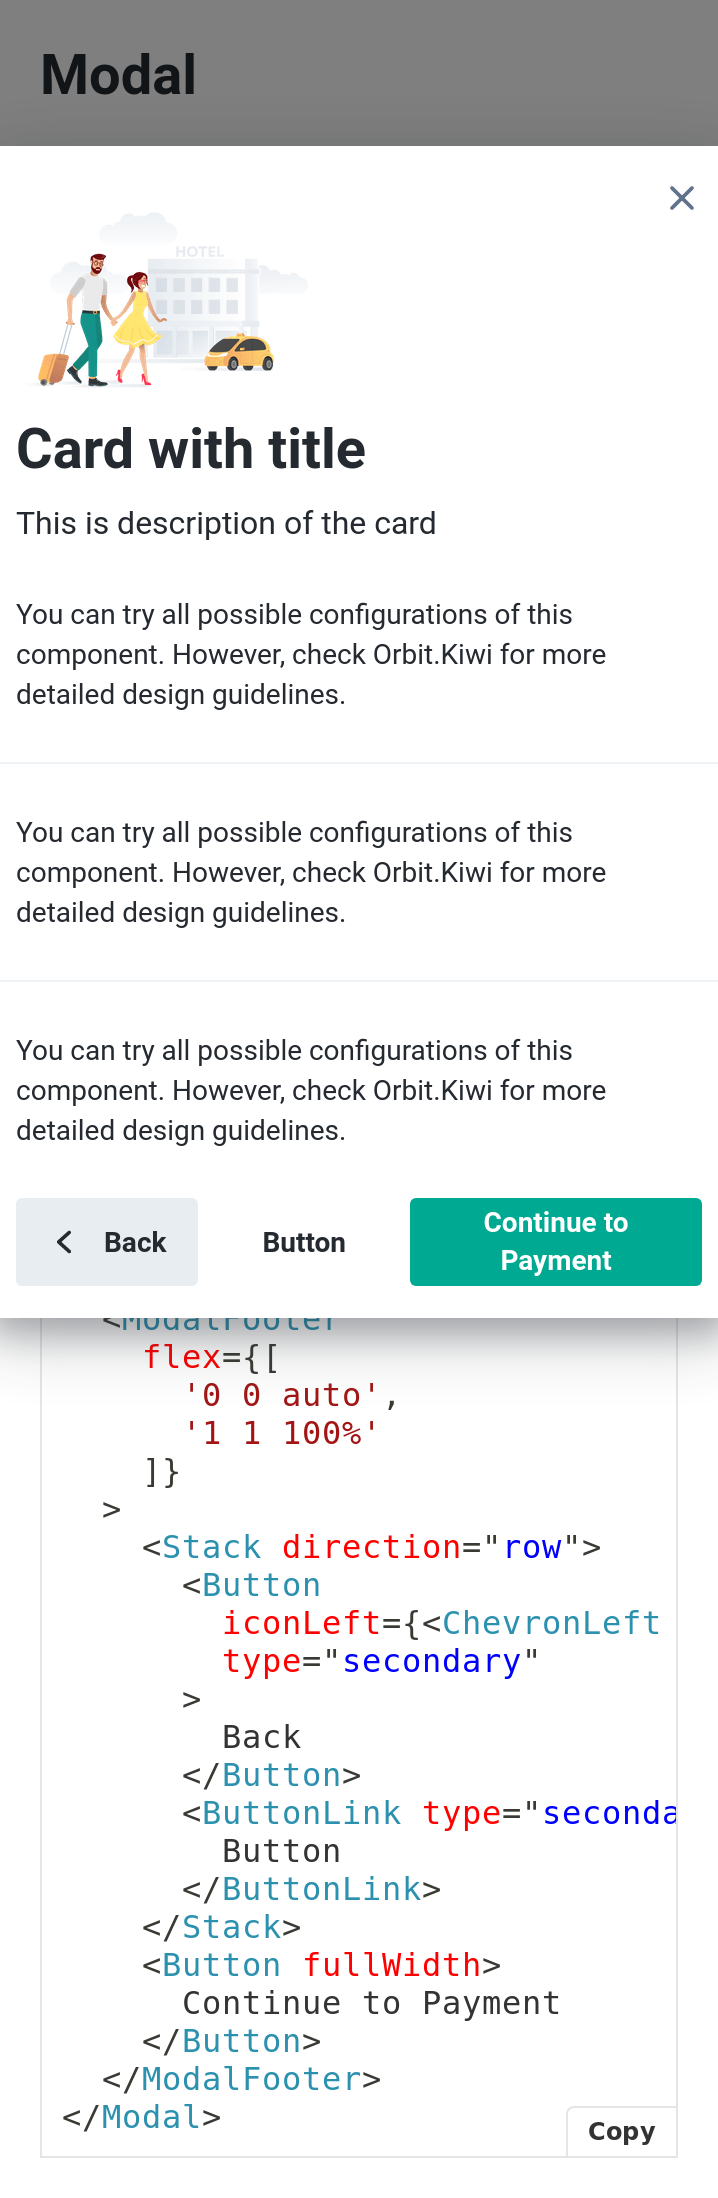 Modal
HOTEL
Card with title
This is description of the card
You can try all possible configurations of this
component. However, check Orbit.Kiwi for more
detailed design guidelines.
You can try all possible configurations of this
component. However, check Orbit.Kiwi for more
detailed design guidelines.
You can try all possible configurations of this
component. However, check Orbit.Kiwi for more
detailed design guidelines.
Back
Button
Continue to
Payment
<ModalFooter
flex={[
'0 0 auto',
'1 1 100%'
]}
>
<Stack direction="row">
<Button
iconLeft={<ChevronLeft
type="secondary"
>
Back
</Button>
<ButtonLink type="seconda
Button
</ButtonLink>
</Stack>
<Button fullWidth>
Continue to Payment
</Button>
</ModalFooter>
</Modal>
Copy